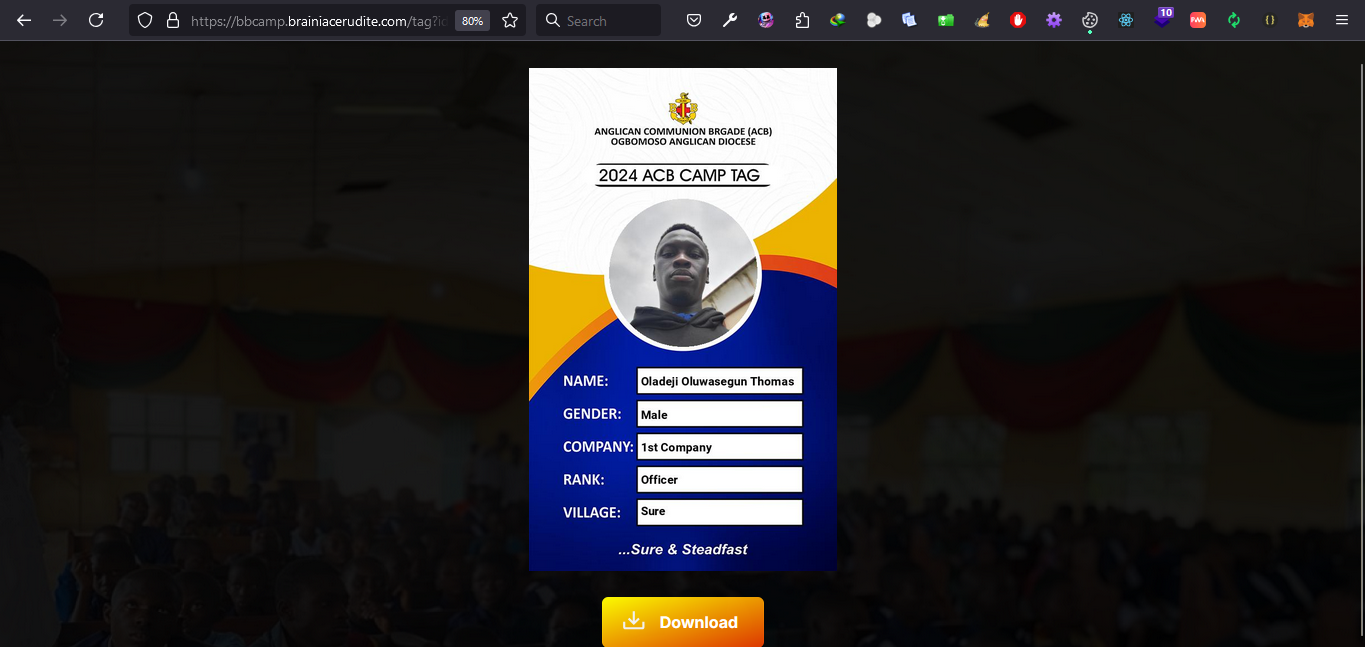 https://bbcamp.brainiacerudite.com/tag?i
80%
Search
10
PWA
ANGLICAN COMMUNION BRGADE (ACB)
OGBOMOSO ANGLICAN DIOCESE
2024 ACB CAMP TAG
NAME: Oladeji Oluwasegun Thomas
GENDER: Male
COMPANY: 1st Company
RANK: Officer
VILLAGE: Sure
...Sure & Steadfast
Download